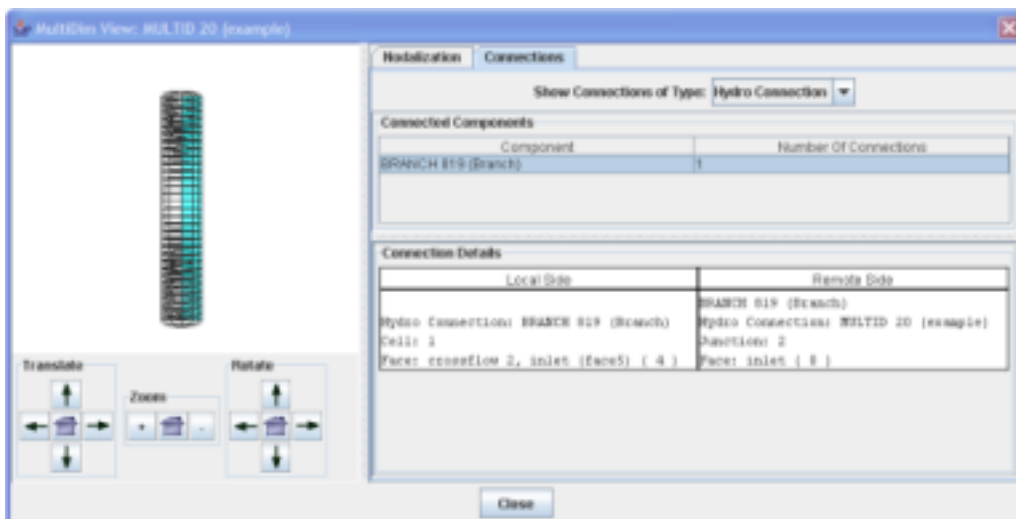 MultiDim View: MULTID 20 (example)
Nodalization
Connections
Show Connections of Type: Hydro Connection
Connected Components
Component
Number Of Connections
BRANCH 819 (Branch)
1
Connection Details
Local Side
Remote Side
Hydro Connection: BRANCH 819 (Branch)
Cell: 1
Face: crossflow 2, inlet (face5) ( 4 )
BRANCH 819 (Branch)
Hydro Connection: MULTID 20 (example)
Junction: 2
Face: inlet ( 0 )
Translate
Zoom
+
-
Rotate
Close